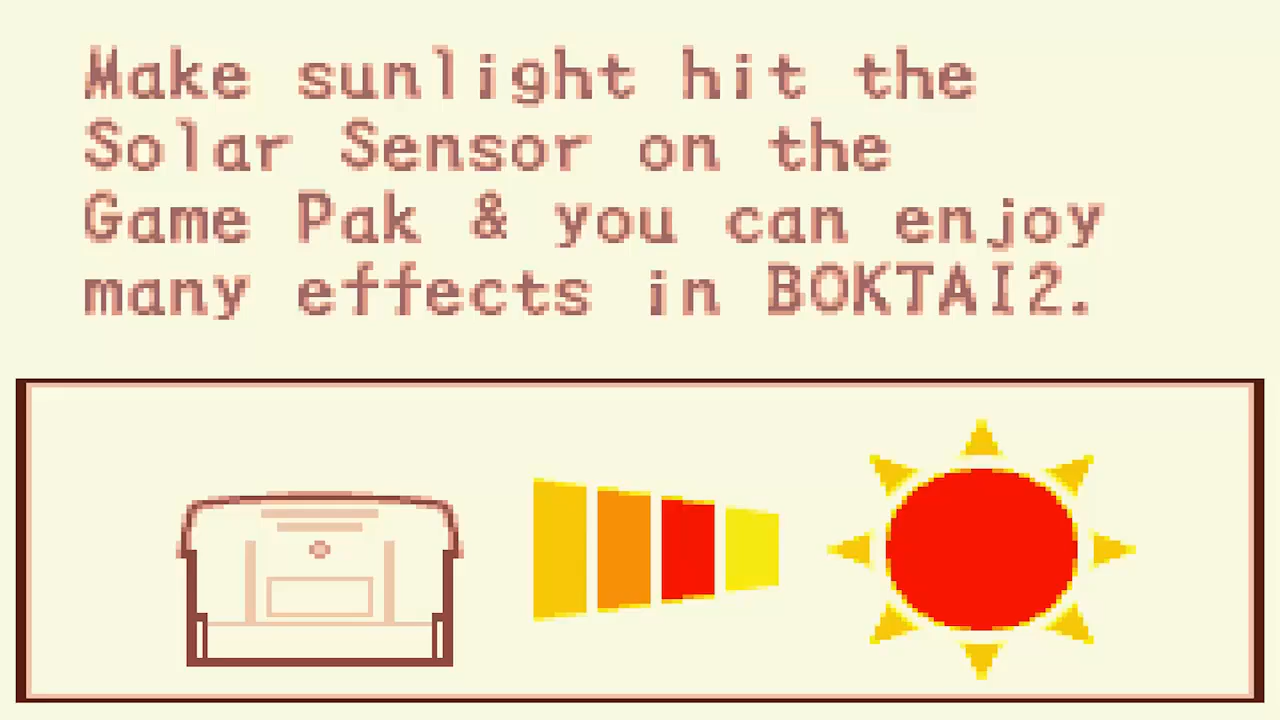 Make sunlight hit the
Solar Sensor on the
Game Pak & you can enjoy
many effects in BOKTAI2.